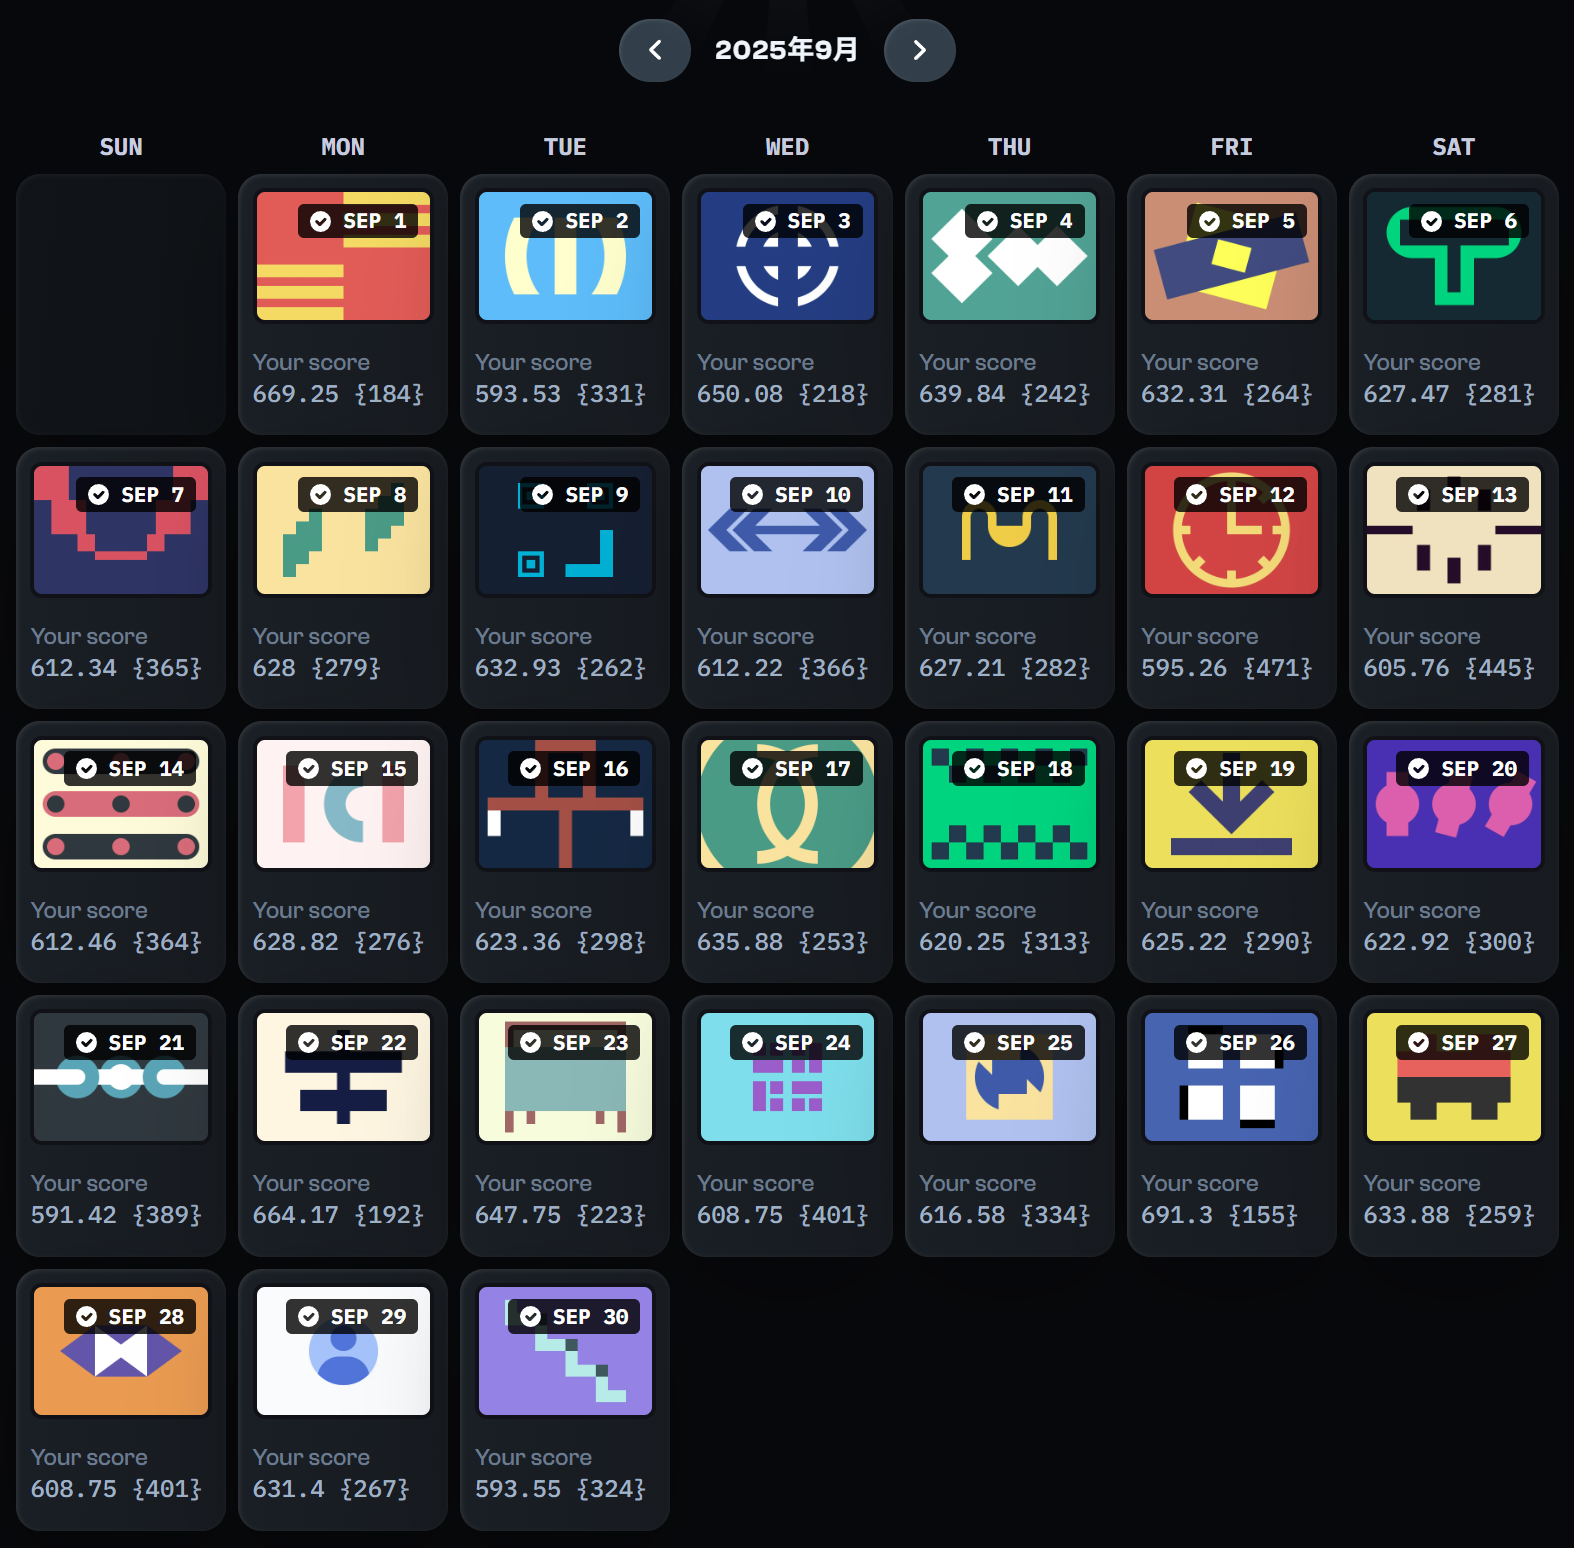 2025年9月
SUN MON TUE WED THU FRI SAT
SEP 1 SEP 2 SEP 3 SEP 4 SEP 5 SEP 6
Your score Your score Your score Your score Your score Your score
669.25 {184} 593.53 {331} 650.08 {218} 639.84 {242} 632.31 {264} 627.47 {281}
SEP 7 SEP 8 SEP 9 SEP 10 SEP 11 SEP 12 SEP 13
Your score Your score Your score Your score Your score Your score Your score
612.34 {365} 628 {279} 632.93 {262} 612.22 {366} 627.21 {282} 595.26 {471} 605.76 {445}
SEP 14 SEP 15 SEP 16 SEP 17 SEP 18 SEP 19 SEP 20
Your score Your score Your score Your score Your score Your score Your score
612.46 {364} 628.82 {276} 623.36 {298} 635.88 {253} 620.25 {313} 625.22 {290} 622.92 {300}
SEP 21 SEP 22 SEP 23 SEP 24 SEP 25 SEP 26 SEP 27
Your score Your score Your score Your score Your score Your score Your score
591.42 {389} 664.17 {192} 647.75 {223} 608.75 {401} 616.58 {334} 691.3 {155} 633.88 {259}
SEP 28 SEP 29 SEP 30
Your score Your score Your score
608.75 {401} 631.4 {267} 593.55 {324}